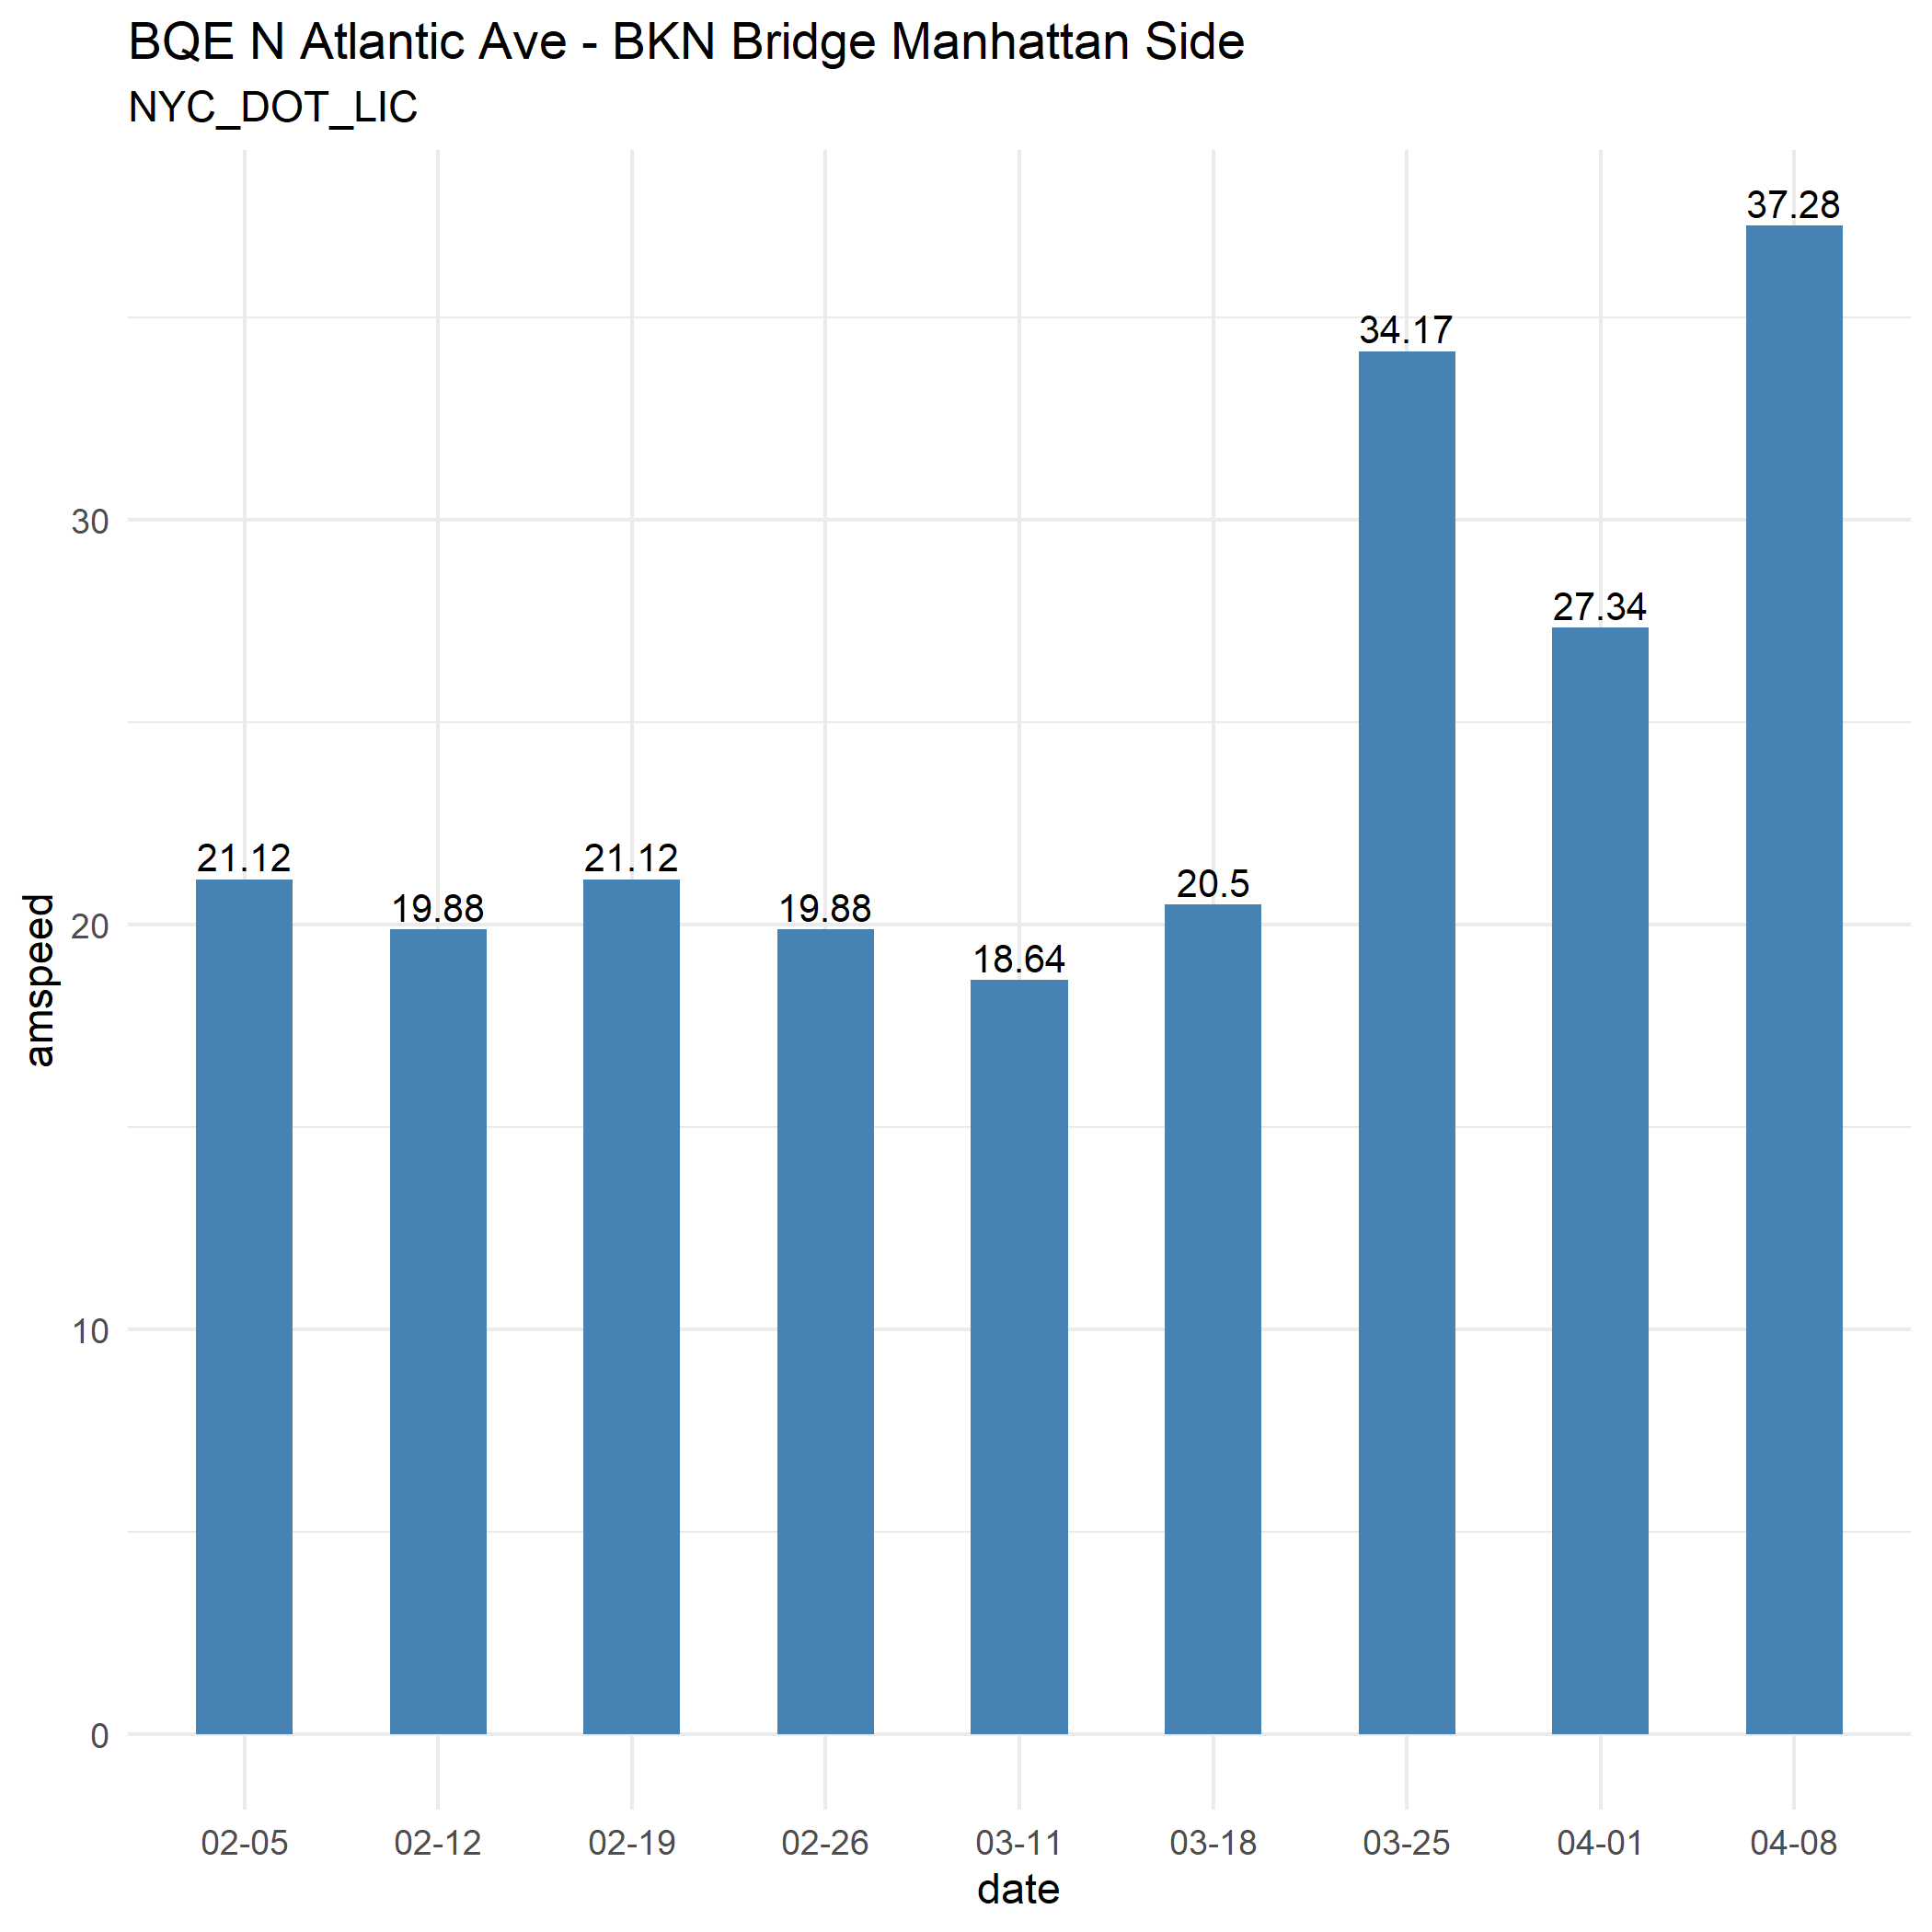 BQE N Atlantic Ave - BKN Bridge Manhattan Side
NYC_DOT_LIC
37.28
34.17
30
27.34
21.12
21.12
19.88
19.88
20.5
18.64
20
amspeed
10
0
02-05 02-12 02-19 02-26 03-11 03-18 03-25 04-01 04-08
date